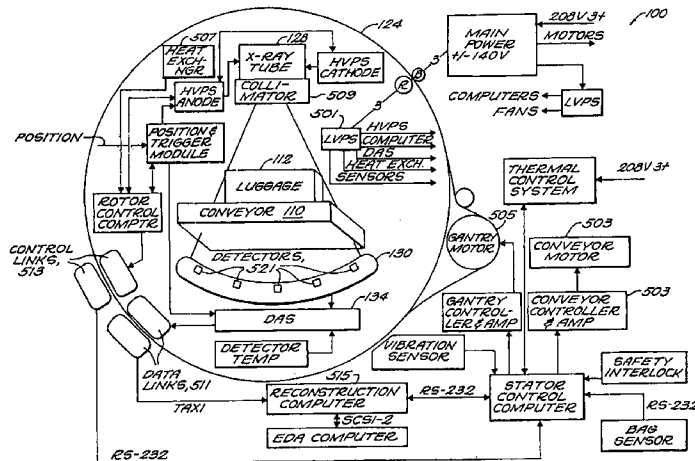 124
208V 3+
100
507
HEAT
EXCHNGR
128
X-RAY
TUBE
COLLI-
MATOR
HVPS
CATHODE
509
HVPS
ANODE
MAIN
POWER
+/- 140V
MOTORS
COMPUTERS
FANS
LVPS
R
B
3
3
501
LVPS
HVPS
COMPUTER
DAS
HEAT EXCH.
SENSORS
POSITION
POSITION &
TRIGGER
MODULE
112
LUGGAGE
CONVEYOR 110
ROTOR
CONTROL
COMPTR
THERMAL
CONTROL
SYSTEM
208V 3+
505
GANTRY
MOTOR
503
CONVEYOR
MOTOR
CONTROL
LINKS,
513
DETECTORS,
521
130
134
DAS
DETECTOR
TEMP
GANTRY
CONTROL-
LER & AMP
CONVEYOR
CONTROLLER
& AMP
503
DATA LINKS, 511
VIBRATION
SENSOR
TAXI
515
RECONSTRUCTION
COMPUTER
RS-232
STATOR
CONTROL
COMPUTER
SAFETY
INTERLOCK
RS-232
BAG
SENSOR
SCSI-2
EDA COMPUTER
RS-232